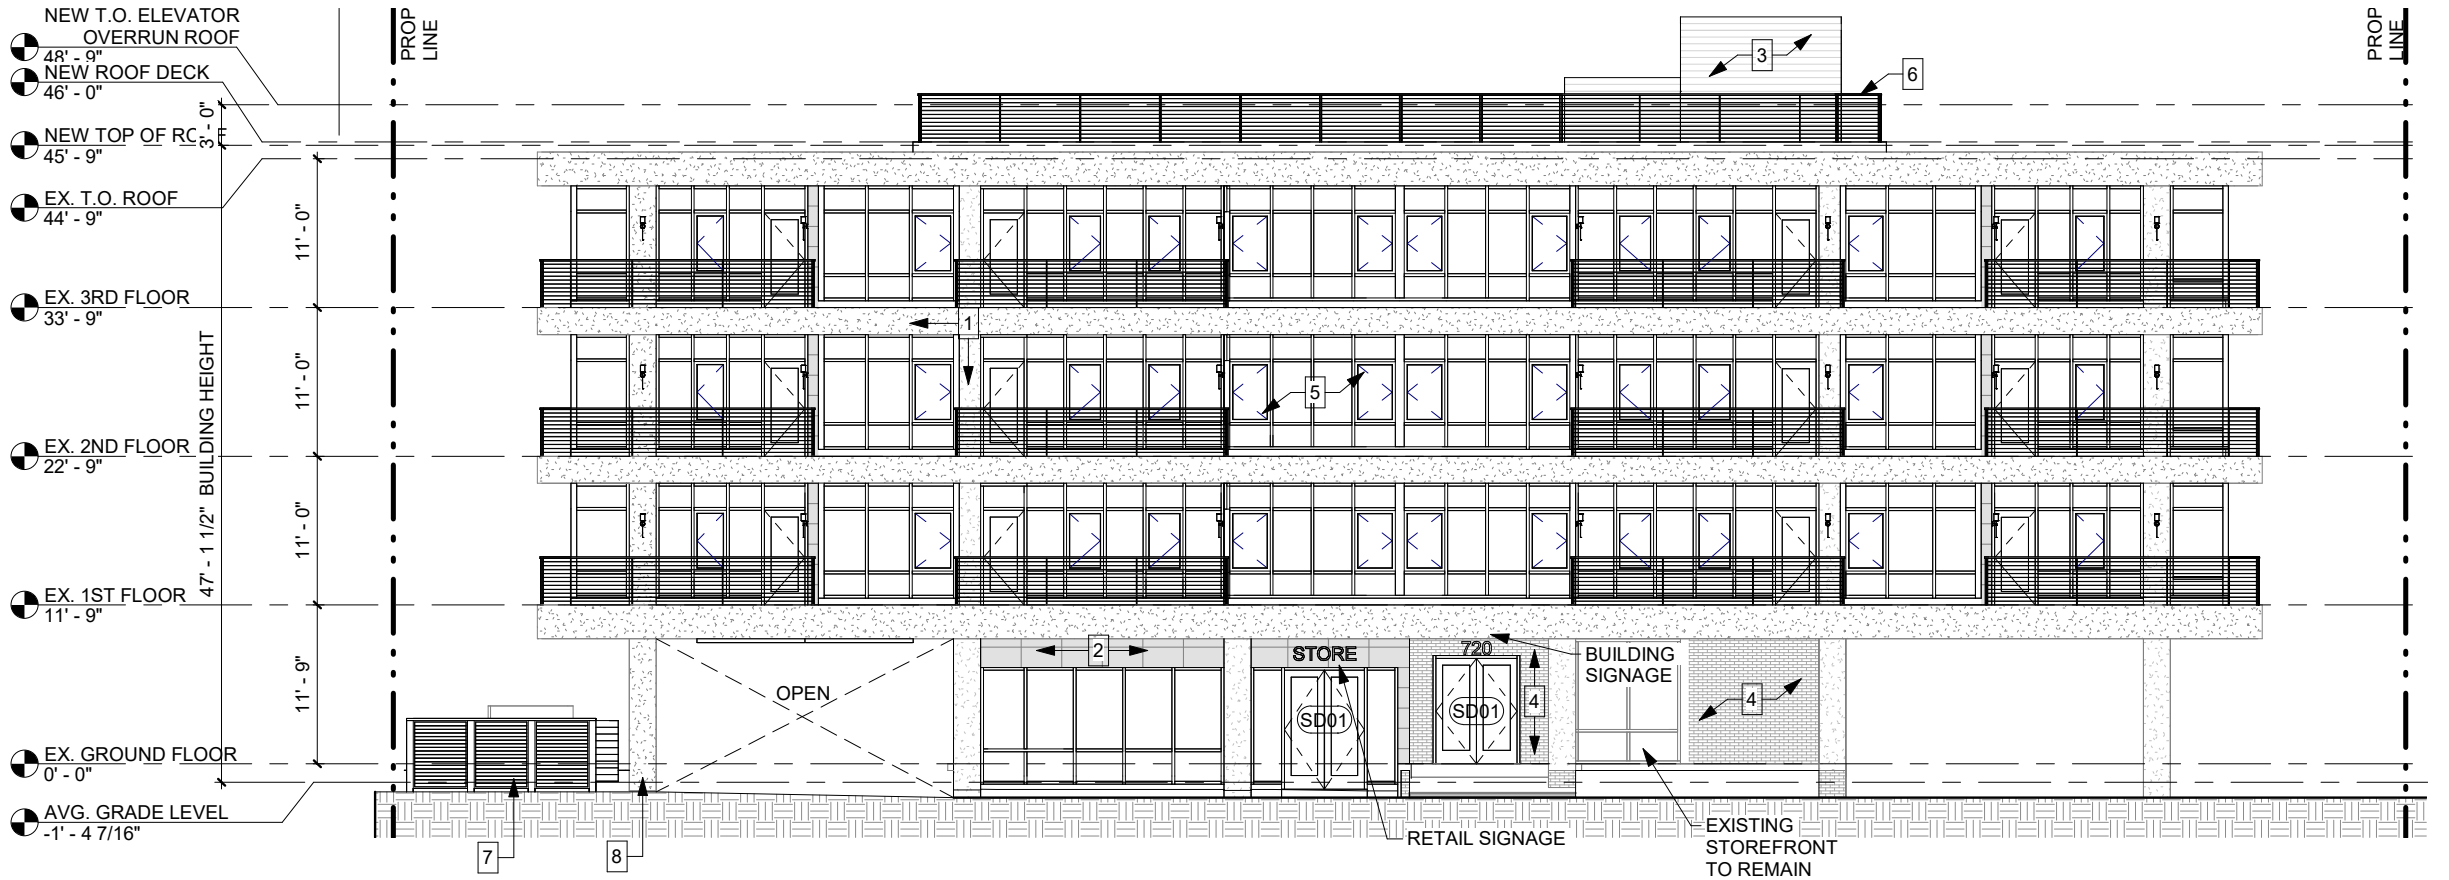 NEW T.O. ELEVATOR
OVERRUN ROOF
48' - 9"
NEW ROOF DECK
46' - 0"
NEW TOP OF
45' - 9"
EX. T.O. ROOF
44' - 9"
EX. 3RD FLOOR
33' - 9"
EX. 2ND FLOOR
22' - 9"
EX. 1ST FLOOR
11' - 9"
EX. GROUND FLOOR
0' - 0"
AVG. GRADE LEVEL
-1' - 4 7/16"
3' - 0"
47' - 1 1/2" BUILDING HEIGHT
11' - 0"
11' - 0"
11' - 0"
11' - 9"
PROP
LINE
PROP
LINE
3
6
1
5
2
STORE
720
BUILDING
SIGNAGE
OPEN
SD01
SD01
4
4
7
8
RETAIL SIGNAGE
EXISTING
STOREFRONT
TO REMAIN